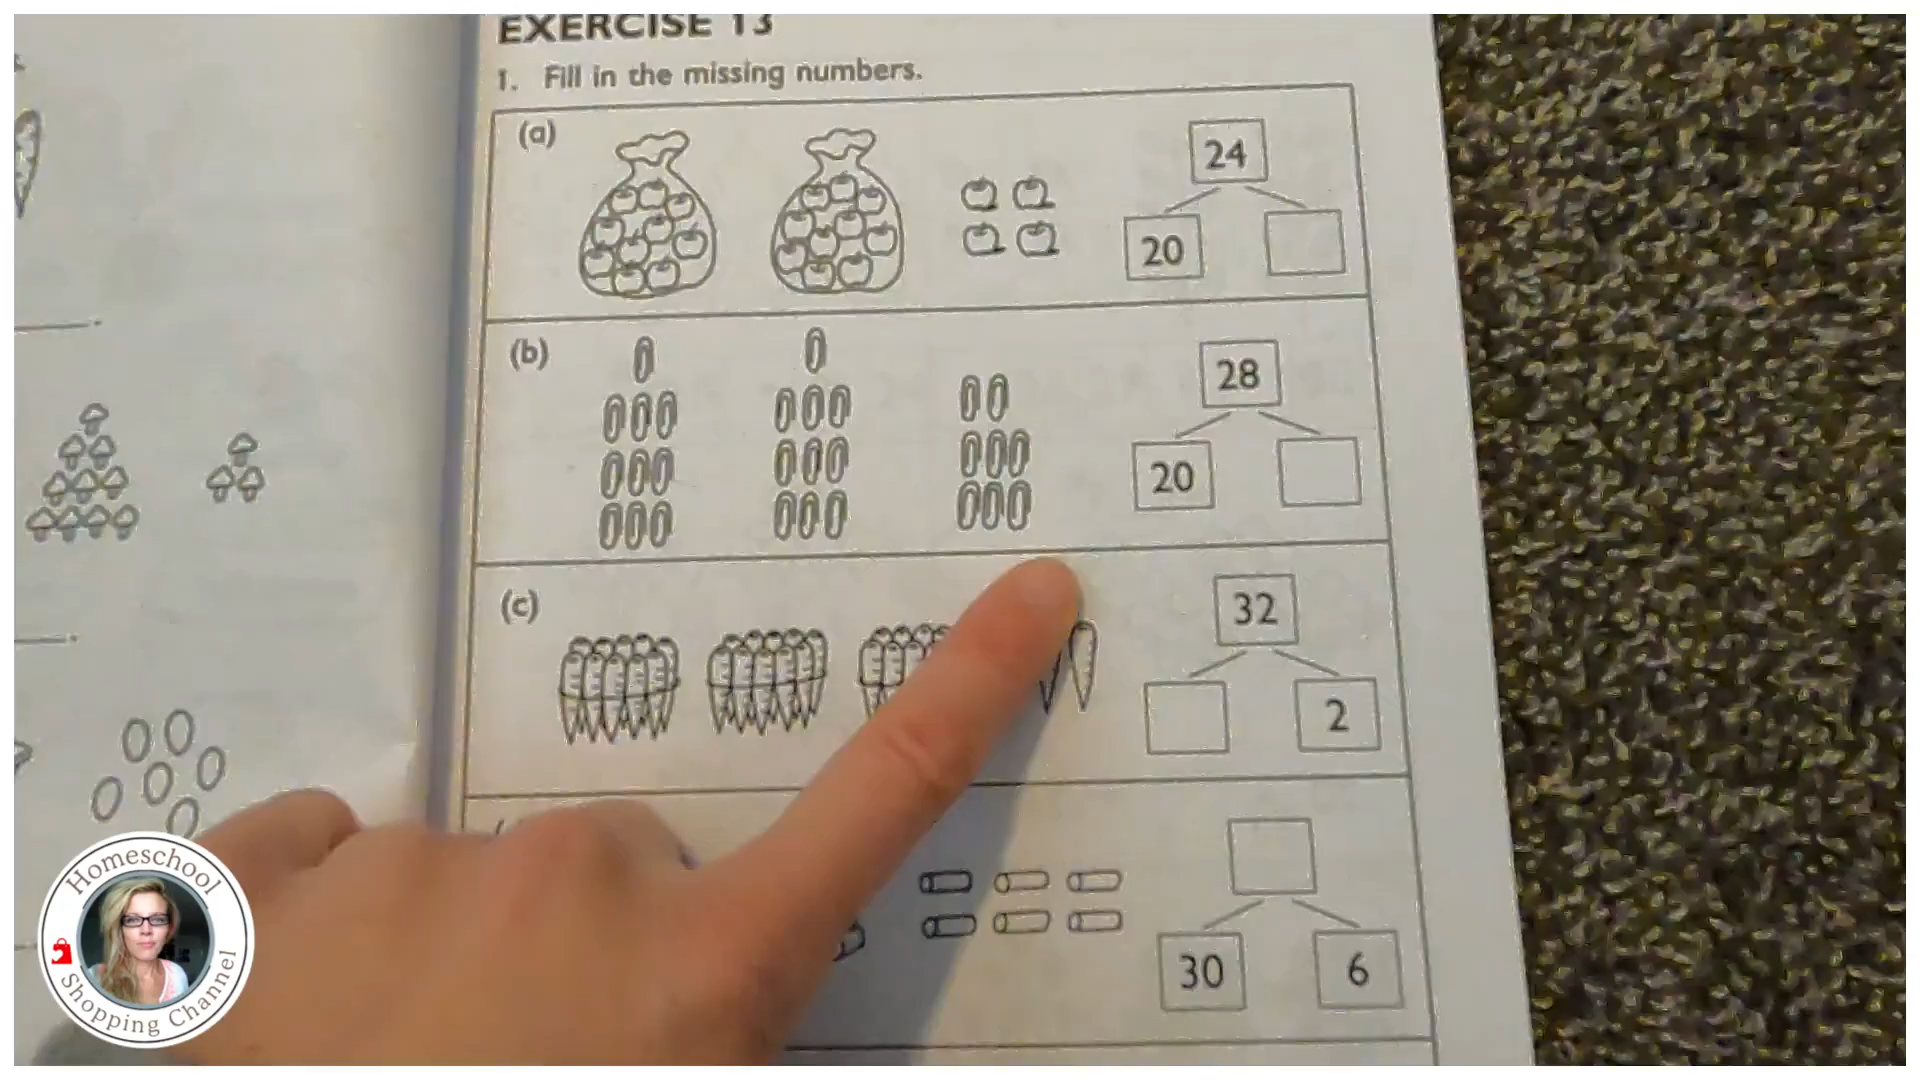 EXERCISE 13
1. Fill in the missing numbers.
(a)
24
20
(b)
28
20
(c)
32
2
30
6
Homeschool
Shopping Channel